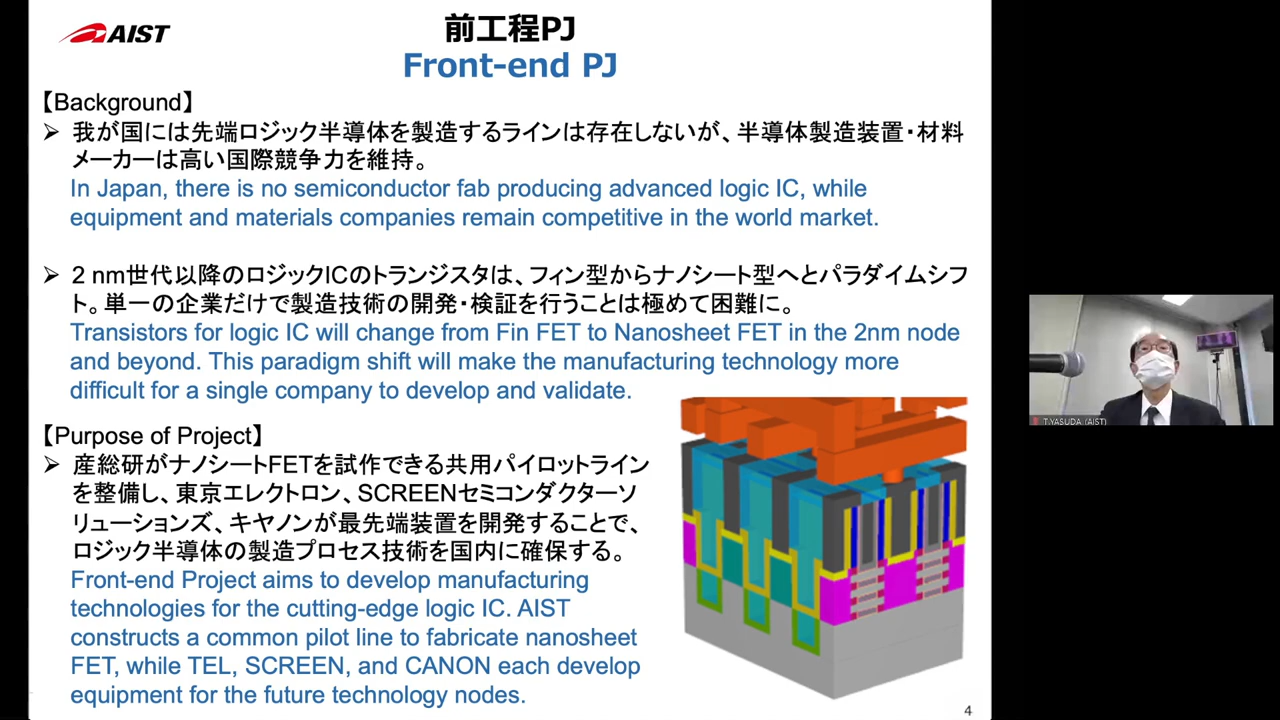 AIST
前工程PJ
Front-end PJ
【Background】
➢ 我が国には先端ロジック半導体を製造するラインは存在しないが、半導体製造装置・材料
メーカーは高い国際競争力を維持。
In Japan, there is no semiconductor fab producing advanced logic IC, while
equipment and materials companies remain competitive in the world market.
➢ 2 nm世代以降のロジックICのトランジスタは、フィン型からナノシート型へとパラダイムシフ
ト。単一の企業だけで製造技術の開発・検証を行うことは極めて困難に。
Transistors for logic IC will change from Fin FET to Nanosheet FET in the 2nm node
and beyond. This paradigm shift will make the manufacturing technology more
difficult for a single company to develop and validate.
【Purpose of Project】
➢ 産総研がナノシートFETを試作できる共用パイロットライン
を整備し、東京エレクトロン、SCREENセミコンダクターソ
リューションズ、キヤノンが最先端装置を開発することで、
ロジック半導体の製造プロセス技術を国内に確保する。
Front-end Project aims to develop manufacturing
technologies for the cutting-edge logic IC. AIST
constructs a common pilot line to fabricate nanosheet
FET, while TEL, SCREEN, and CANON each develop
equipment for the future technology nodes.
4
T.YASUDA (AIST)